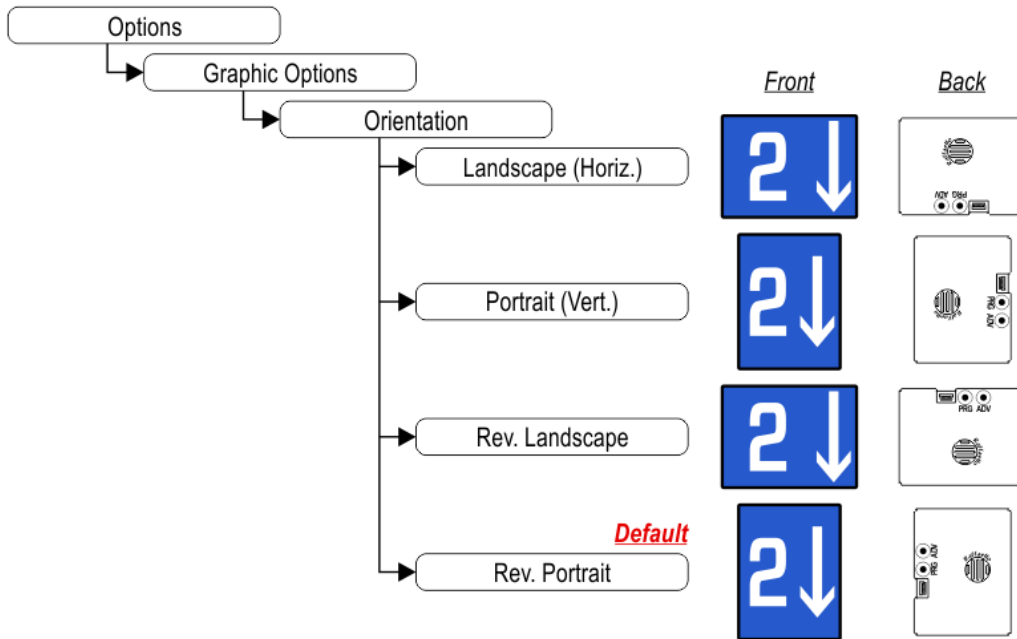 Options
Graphic Options
Front
Back
Orientation
Landscape (Horiz.)
2
ADV PRG
Portrait (Vert.)
2
PRG
ADV
Rev. Landscape
2
PRG ADV
Default
Rev. Portrait
2
PRG ADV